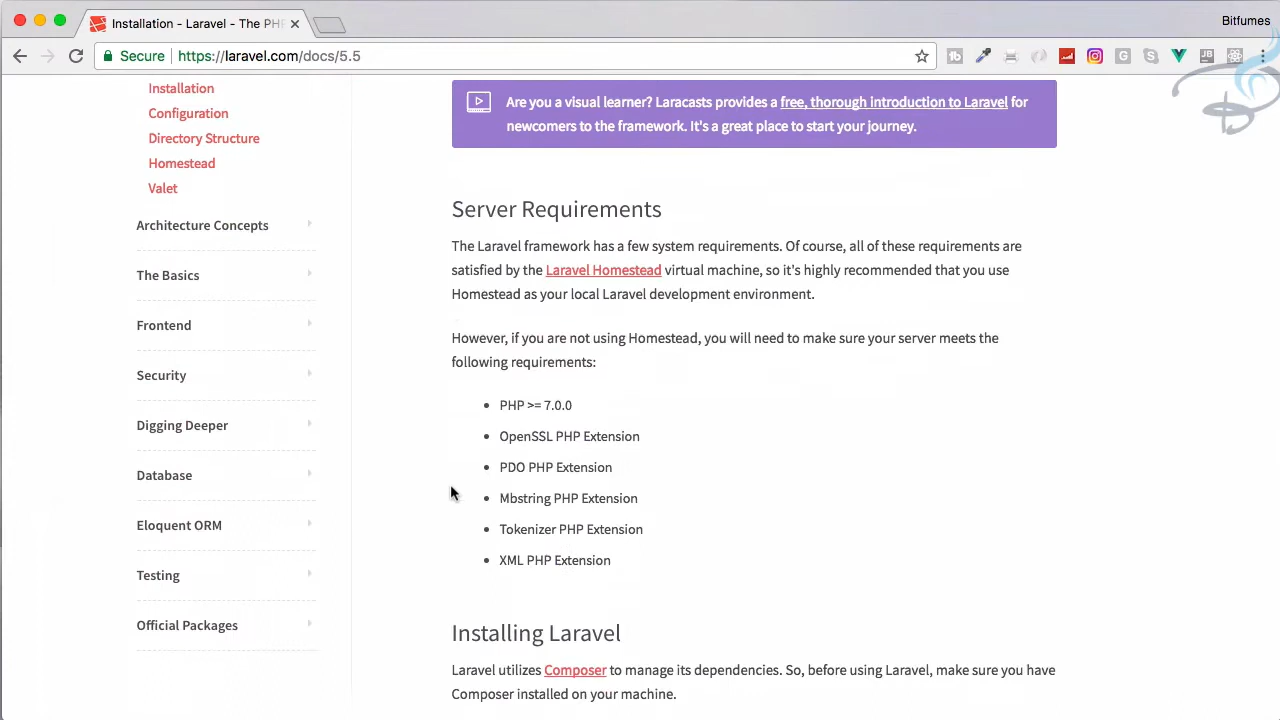 Installation - Laravel - The PHP
Bitfumes
Secure
https://laravel.com/docs/5.5
Installation
Configuration
Directory Structure
Homestead
Valet
Architecture Concepts
The Basics
Frontend
Security
Digging Deeper
Database
Eloquent ORM
Testing
Official Packages
Are you a visual learner? Laracasts provides a free, thorough introduction to Laravel for
newcomers to the framework. It's a great place to start your journey.
Server Requirements
The Laravel framework has a few system requirements. Of course, all of these requirements are
satisfied by the Laravel Homestead virtual machine, so it's highly recommended that you use
Homestead as your local Laravel development environment.
However, if you are not using Homestead, you will need to make sure your server meets the
following requirements:
PHP >= 7.0.0
OpenSSL PHP Extension
PDO PHP Extension
Mbstring PHP Extension
Tokenizer PHP Extension
XML PHP Extension
Installing Laravel
Laravel utilizes Composer to manage its dependencies. So, before using Laravel, make sure you have
Composer installed on your machine.